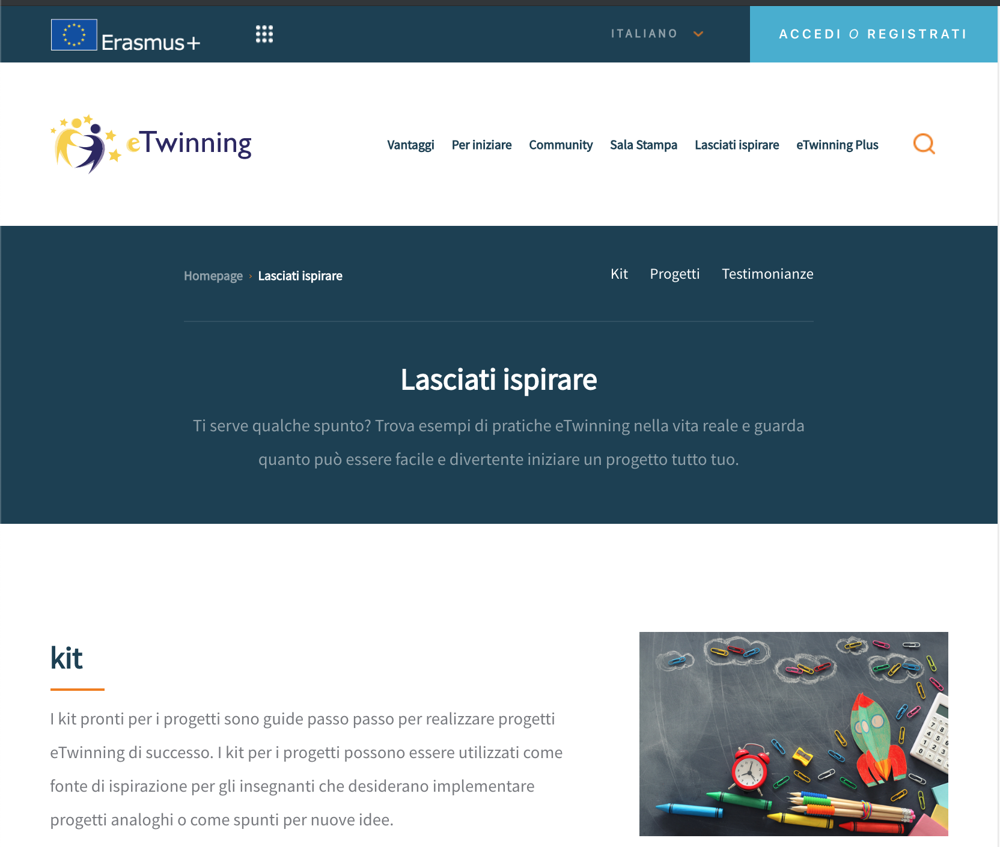 Erasmus+
ITALIANO
ACCEDI O REGISTRATI
eTwinning
Vantaggi Per iniziare Community Sala Stampa Lasciati ispirare eTwinning Plus
Homepage › Lasciati ispirare
Kit Progetti Testimonianze
Lasciati ispirare
Ti serve qualche spunto? Trova esempi di pratiche eTwinning nella vita reale e guarda
quanto può essere facile e divertente iniziare un progetto tutto tuo.
kit
I kit pronti per i progetti sono guide passo passo per realizzare progetti
eTwinning di successo. I kit per i progetti possono essere utilizzati come
fonte di ispirazione per gli insegnanti che desiderano implementare
progetti analoghi o come spunti per nuove idee.